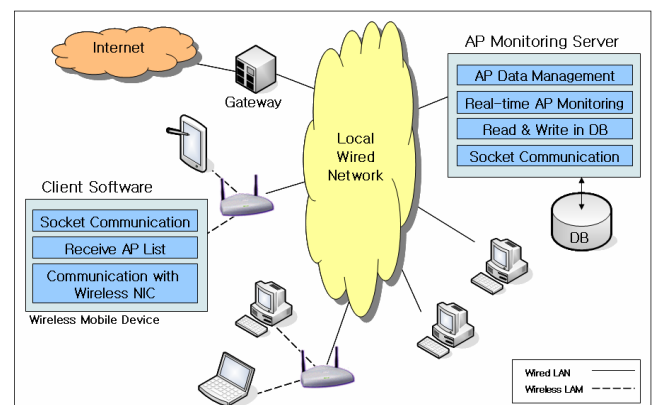 Internet
Gateway
AP Monitoring Server
AP Data Management
Real-time AP Monitoring
Read & Write in DB
Socket Communication
Local
Wired
Network
DB
Client Software
Socket Communication
Receive AP List
Communication with
Wireless NIC
Wireless Mobile Device
Wired LAN
Wireless LAM